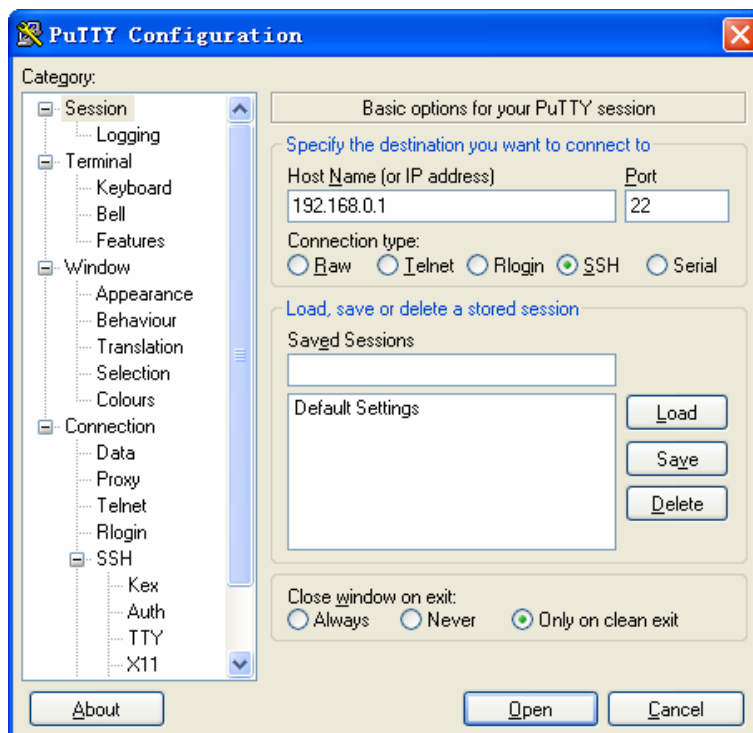 PuTTY Configuration
Category:
Session
Logging
Terminal
Keyboard
Bell
Features
Window
Appearance
Behaviour
Translation
Selection
Colours
Connection
Data
Proxy
Telnet
Rlogin
SSH
Kex
Auth
TTY
X11
Basic options for your PuTTY session
Specify the destination you want to connect to
Host Name (or IP address) Port
192.168.0.1 22
Connection type:
Raw Telnet Rlogin SSH Serial
Load, save or delete a stored session
Saved Sessions
Default Settings
Load
Save
Delete
Close window on exit:
Always Never Only on clean exit
About Open Cancel